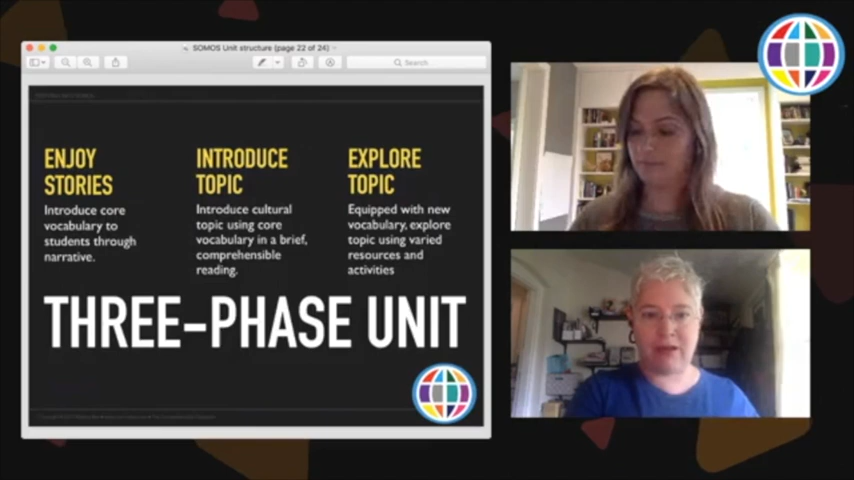 SOMOS Unit structure (page 22 of 24)
Search
ENJOY
STORIES
Introduce core
vocabulary to
students through
narrative.
INTRODUCE
TOPIC
Introduce cultural
topic using core
vocabulary in a brief,
comprehensible
reading.
EXPLORE
TOPIC
Equipped with new
vocabulary, explore
topic using varied
resources and
activities
THREE-PHASE UNIT